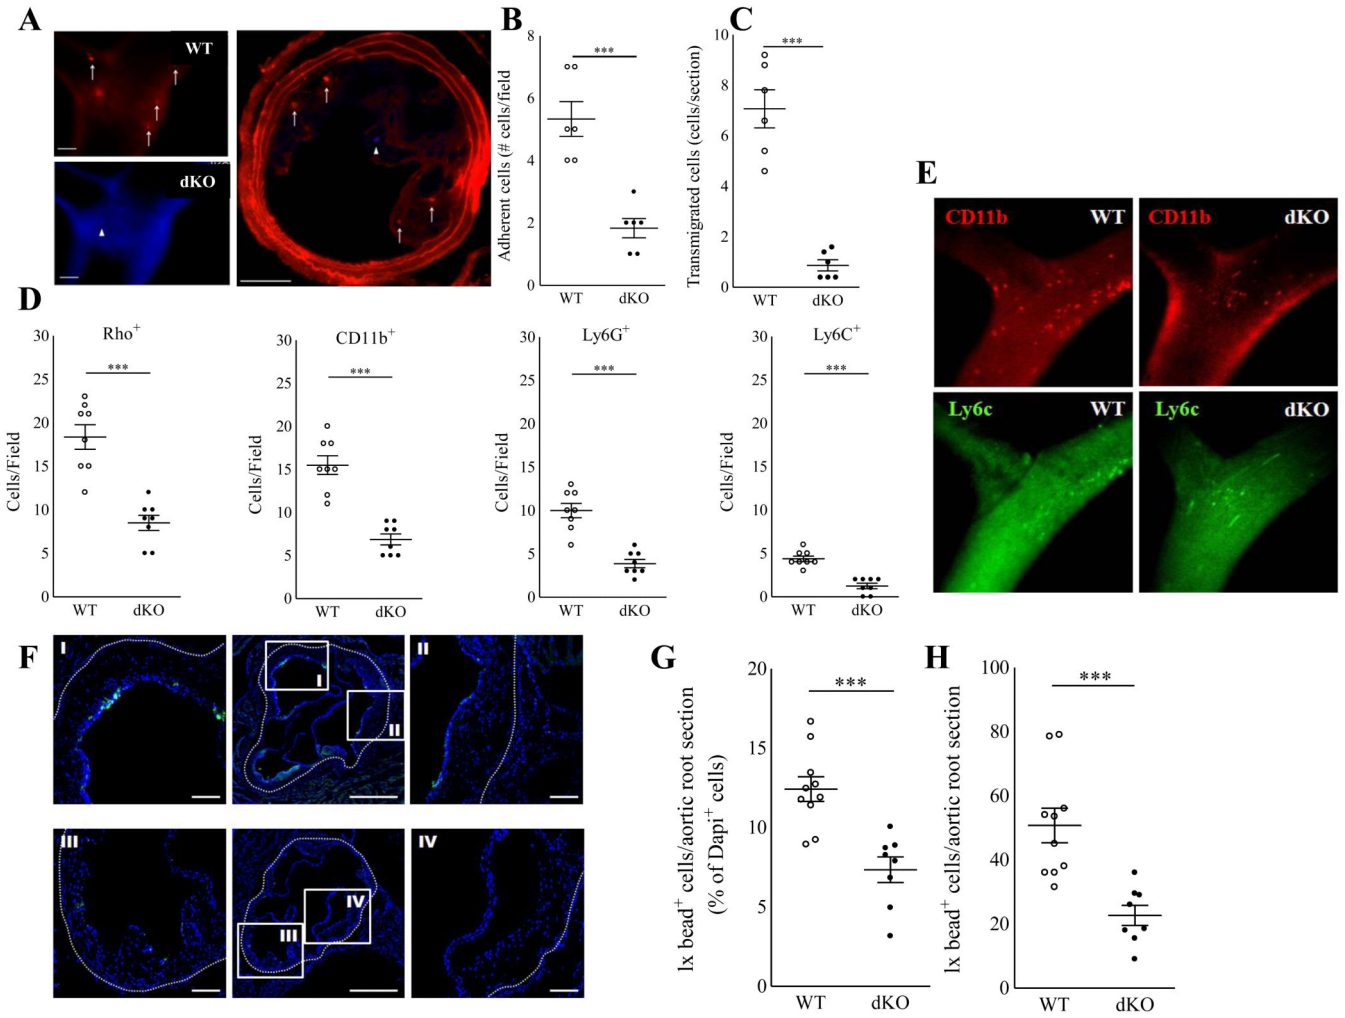 A
WT
dKO
B
Adherent cells (# cells/field)
8
6
4
2
0
***
WT
dKO
C
Transmigrated cells (cells/section)
10
8
6
4
2
0
***
WT
dKO
D
Rho+
Cells/Field
30
25
20
15
10
5
0
***
WT
dKO
CD11b+
Cells/Field
30
25
20
15
10
5
0
***
WT
dKO
Ly6G+
Cells/Field
30
25
20
15
10
5
0
***
WT
dKO
Ly6C+
Cells/Field
30
25
20
15
10
5
0
***
WT
dKO
E
CD11b WT
CD11b dKO
Ly6c WT
Ly6c dKO
F
I
I
II
II
III
III
IV
IV
G
1x bead+ cells/aortic root section
(% of Dapi+ cells)
20
15
10
5
0
***
WT
dKO
H
1x bead+ cells/aortic root section
100
80
60
40
20
0
***
WT
dKO